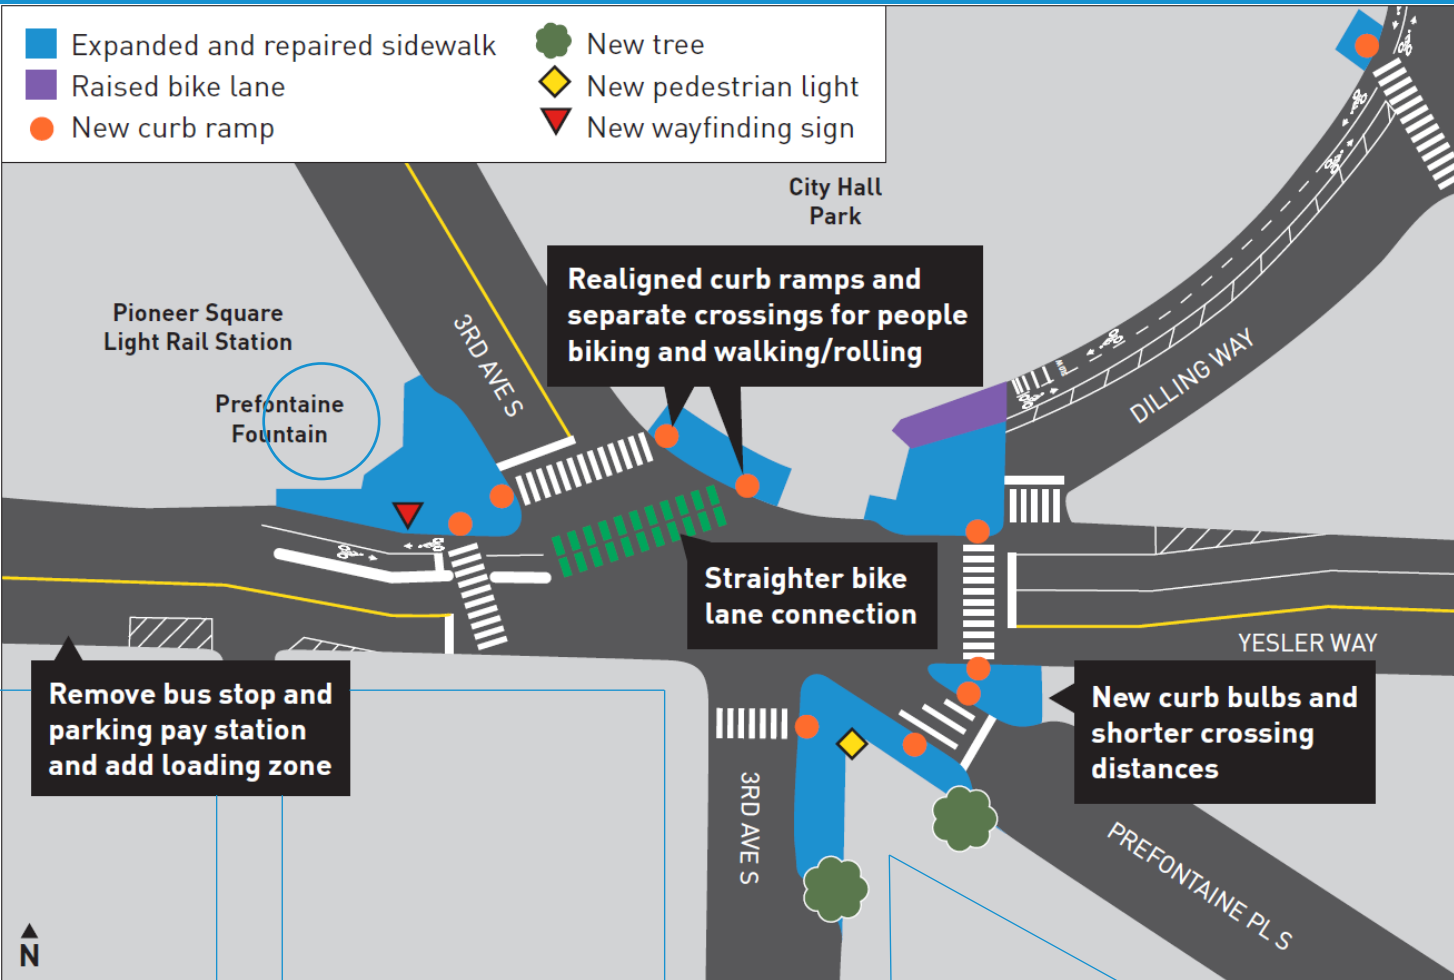 Expanded and repaired sidewalk
Raised bike lane
New curb ramp
New tree
New pedestrian light
New wayfinding sign
City Hall
Park
Realigned curb ramps and
separate crossings for people
biking and walking/rolling
Pioneer Square
Light Rail Station
Prefontaine
Fountain
3RD AVE S
DILLING WAY
Straighter bike
lane connection
YESLER WAY
Remove bus stop and
parking pay station
and add loading zone
New curb bulbs and
shorter crossing
distances
3RD AVE S
PREFONTAINE PL S
N